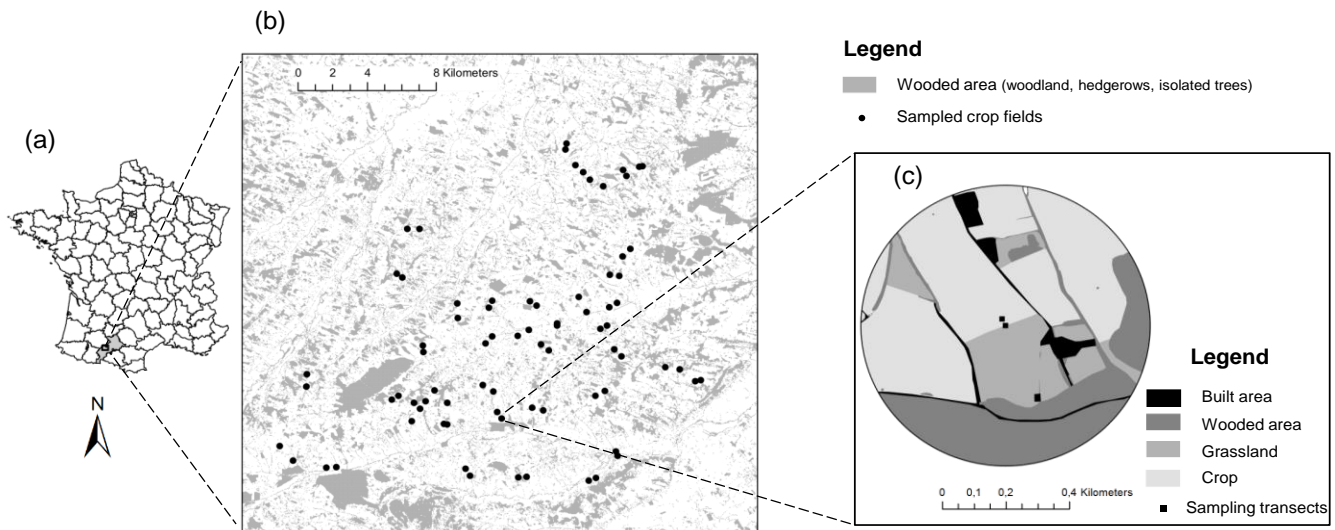 (a)
N
(b)
0 2 4 8 Kilometers
Legend
Wooded area (woodland, hedgerows, isolated trees)
Sampled crop fields
(c)
0 0,1 0,2 0,4 Kilometers
Legend
Built area
Wooded area
Grassland
Crop
Sampling transects